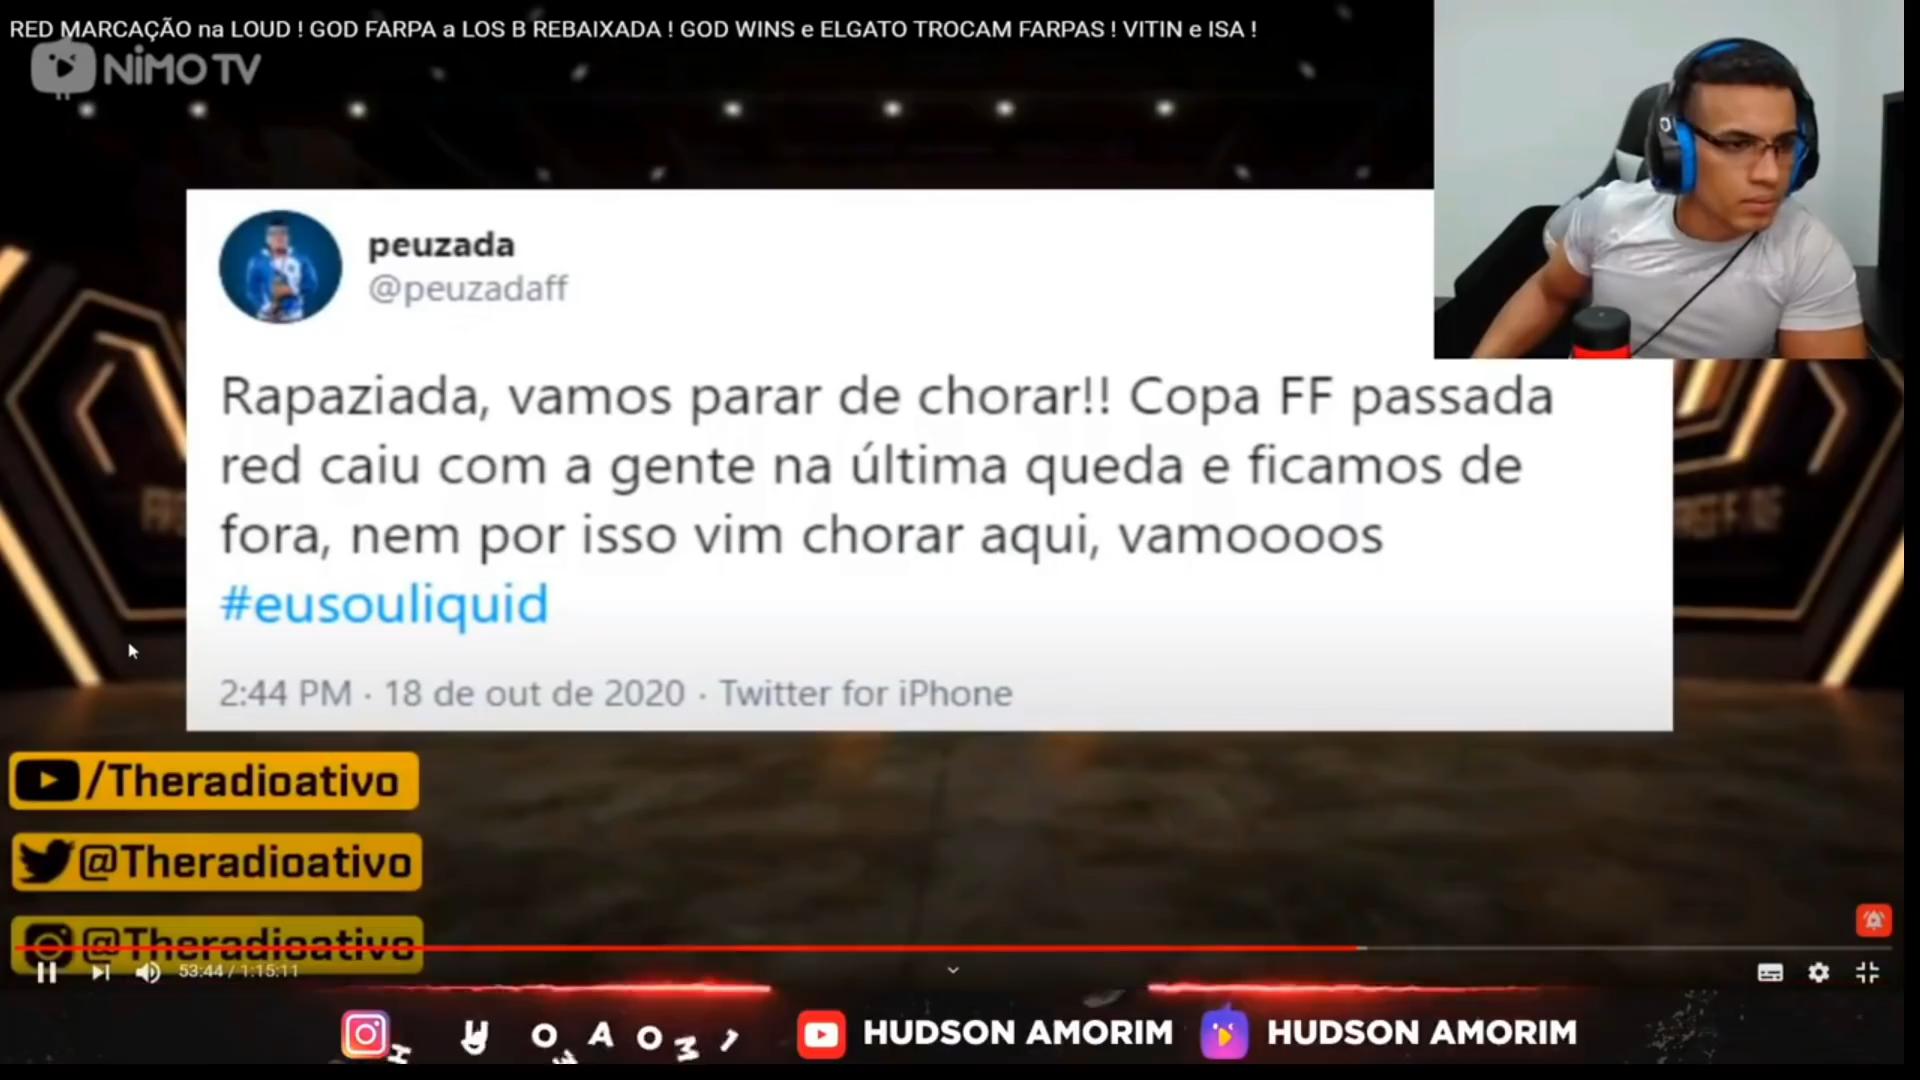 RED MARCAÇÃO na LOUD ! GOD FARPA a LOS B REBAIXADA ! GOD WINS e ELGATO TROCAM FARPAS ! VITIN e ISA !
NiMO TV
peuzada
@peuzadaff
Rapaziada, vamos parar de chorar!! Copa FF passada
red caiu com a gente na última queda e ficamos de
fora, nem por isso vim chorar aqui, vamoooos
#eusouliquid
2:44 PM · 18 de out de 2020 · Twitter for iPhone
/Theradioativo
@Theradioativo
@Theradioativo
53:44 / 1:15:11
HUDSON AMORIM
HUDSON AMORIM